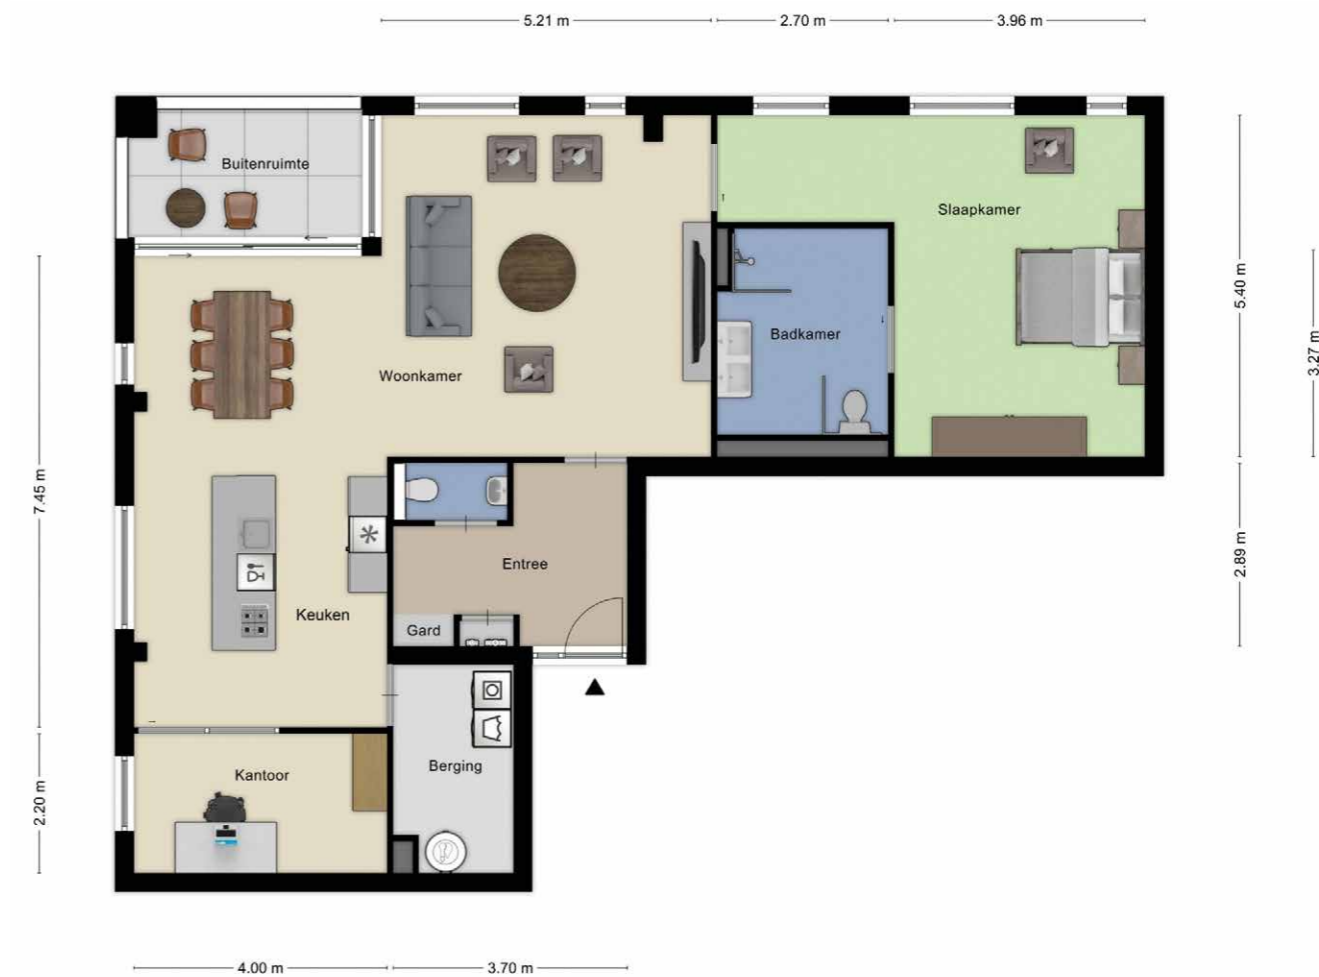 5.21 m
2.70 m
3.96 m
Buitenruimte
Slaapkamer
5.40 m
3.27 m
Badkamer
Woonkamer
7.45 m
2.89 m
Entree
Keuken
Gard
Berging
Kantoor
2.20 m
4.00 m
3.70 m